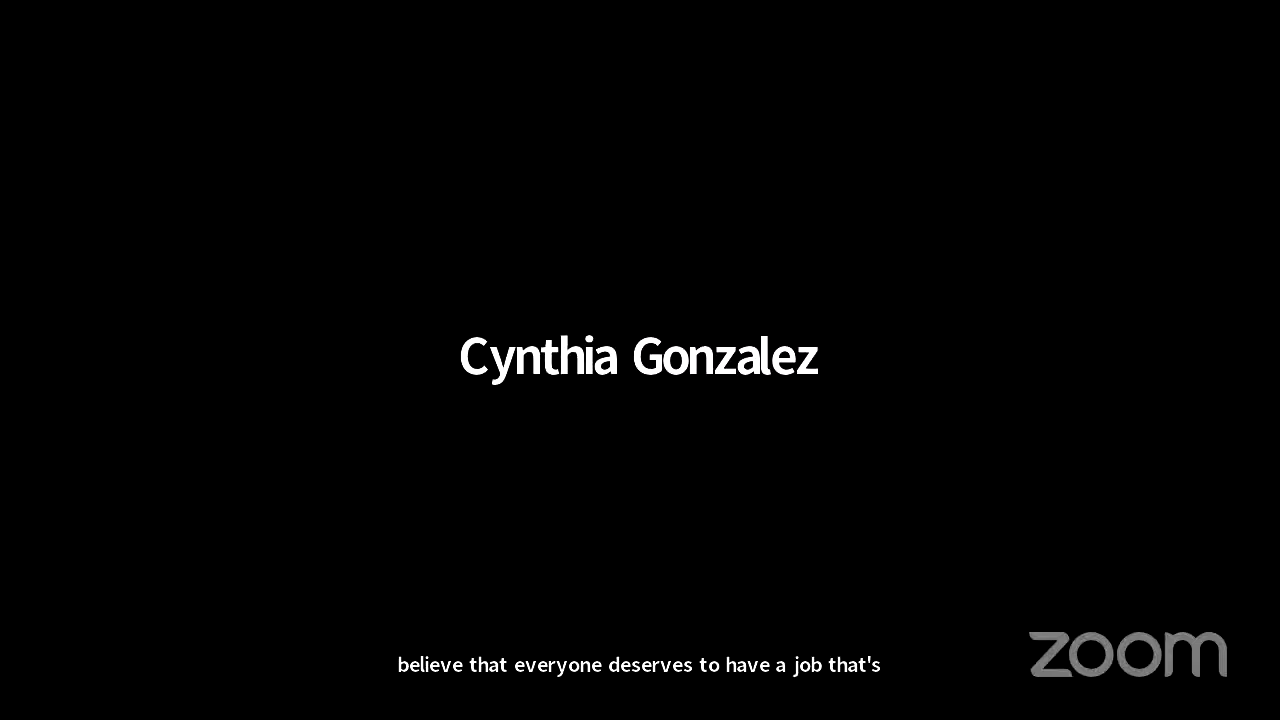 Cynthia Gonzalez
believe that everyone deserves to have a job that's
zoom